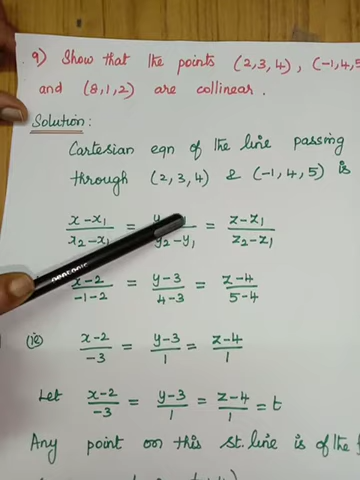 9) Show that the points (2,3,4), (-1,4,5)
and (8,1,2) are collinear.
Solution:
Cartesian eqn of the line passing
through (2,3,4) & (-1,4,5) is
x-x₁/x₂-x₁ = y/y₂-y₁ = z-z₁/z₂-z₁
x-2/-1-2 = y-3/4-3 = z-4/5-4
(ie) x-2/-3 = y-3/1 = z-4/1
Let x-2/-3 = y-3/1 = z-4/1 = t
Any point on this st. line is of the